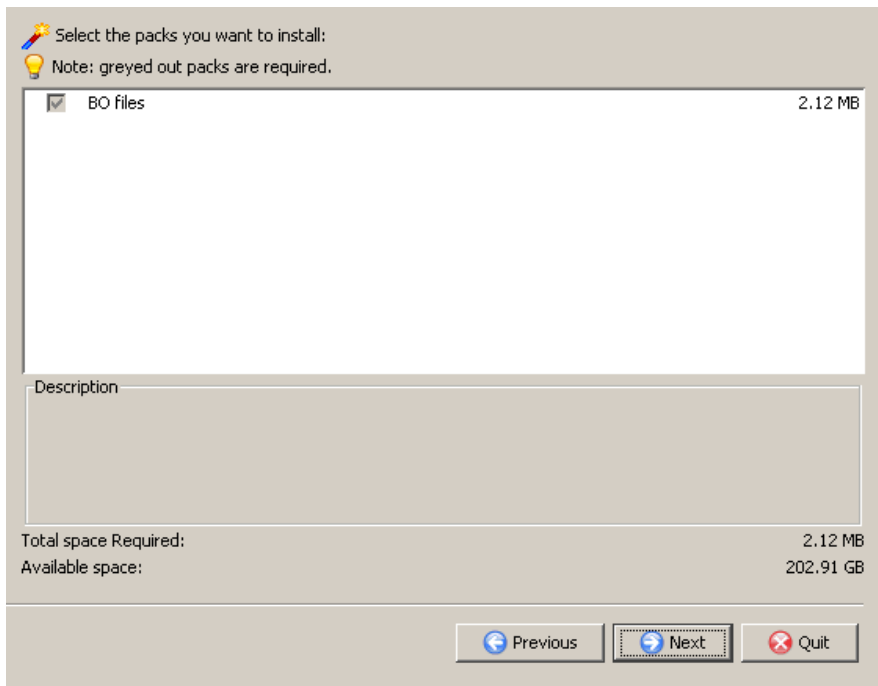 Select the packs you want to install:
Note: greyed out packs are required.
BO files 2.12 MB
Description
Total space Required: 2.12 MB
Available space: 202.91 GB
Previous Next Quit